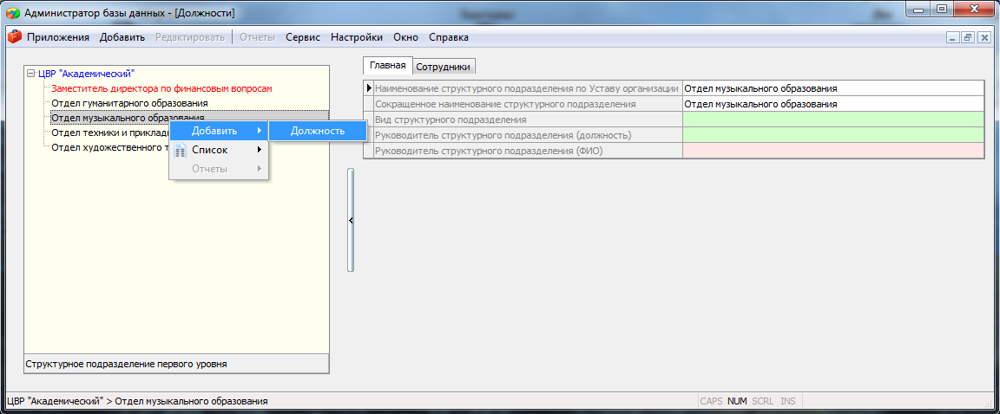 Администратор базы данных - [Должности]
Приложения Добавить Редактировать Отчеты Сервис Настройки Окно Справка
ЦВР "Академический"
Заместитель директора по финансовым вопросам
Отдел гуманитарного образования
Отдел музыкального образования
Отдел техники и приклад
Отдел художественного т
Добавить
Должность
Список
Отчеты
Структурное подразделение первого уровня
Главная Сотрудники
Наименование структурного подразделения по Уставу организации Отдел музыкального образования
Сокращенное наименование структурного подразделения Отдел музыкального образования
Вид структурного подразделения
Руководитель структурного подразделения (должность)
Руководитель структурного подразделения (ФИО)
ЦВР "Академический" > Отдел музыкального образования CAPS NUM SCRL INS